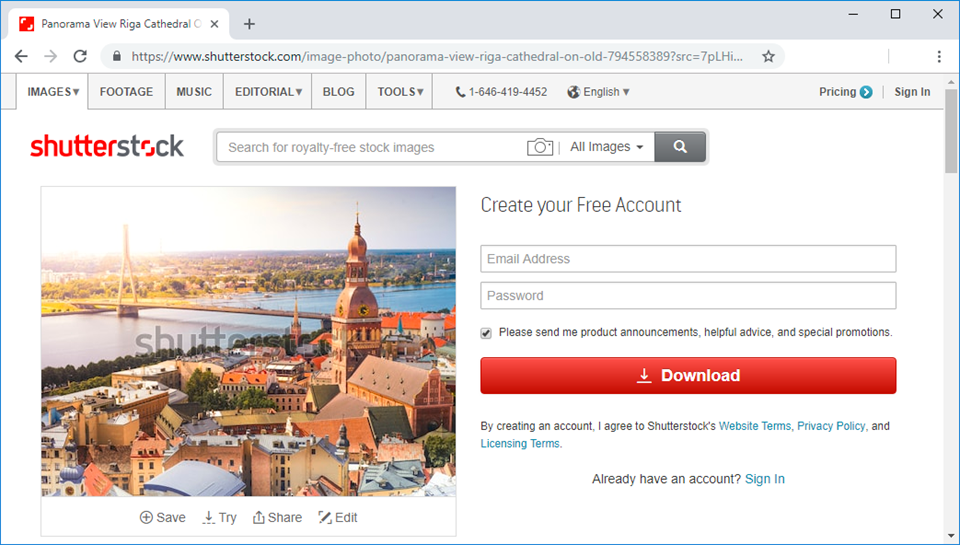 Panorama View Riga Cathedral O
https://www.shutterstock.com/image-photo/panorama-view-riga-cathedral-on-old-794558389?src=7pLHi...
IMAGES▾ FOOTAGE MUSIC EDITORIAL▾ BLOG TOOLS▾ 1-646-419-4452 English ▾ Pricing Sign In
shutterstock
Search for royalty-free stock images
All Images
Create your Free Account
Email Address
Password
Please send me product announcements, helpful advice, and special promotions.
shutterstock
Download
By creating an account, I agree to Shutterstock's Website Terms, Privacy Policy, and
Licensing Terms.
Already have an account? Sign In
Save Try Share Edit